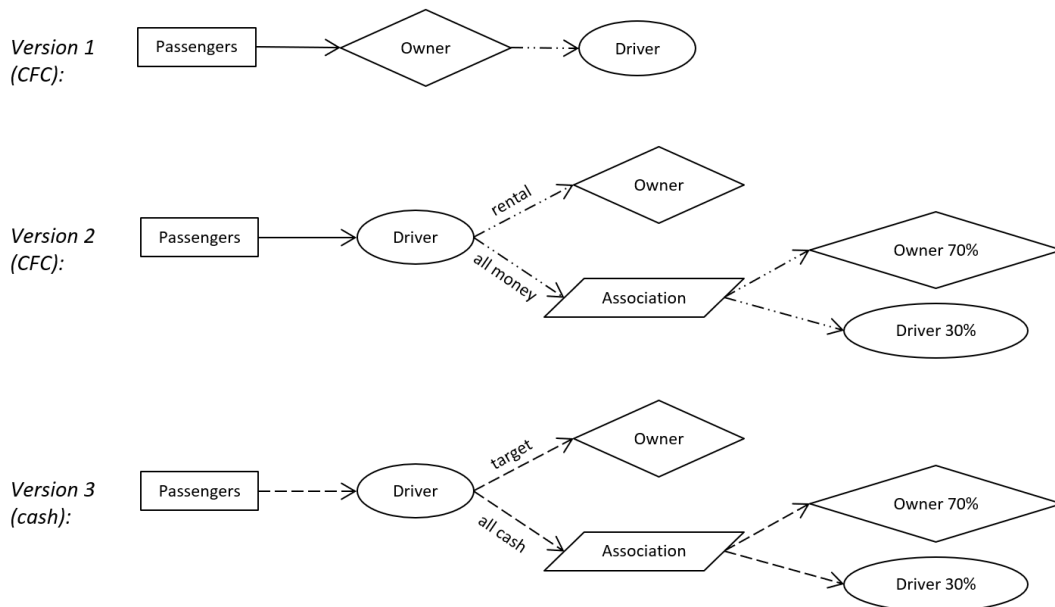 Version 1
(CFC):
Passengers
Owner
Driver
Version 2
(CFC):
Passengers
Driver
rental
all money
Owner
Association
Owner 70%
Driver 30%
Version 3
(cash):
Passengers
Driver
target
all cash
Owner
Association
Owner 70%
Driver 30%